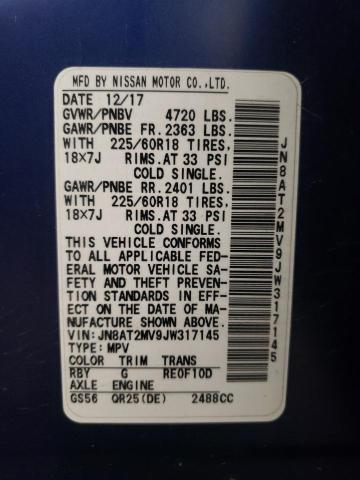 MFD BY NISSAN MOTOR CO.,LTD.
DATE 12/17
GVWR/PNBV 4720 LBS.
GAWR/PNBE FR. 2363 LBS.
WITH 225/60R18 TIRES,
18X7J RIMS.AT 33 PSI
COLD SINGLE.
GAWR/PNBE RR. 2401 LBS.
WITH 225/60R18 TIRES,
18X7J RIMS.AT 33 PSI
COLD SINGLE.
THIS VEHICLE CONFORMS
TO ALL APPLICABLE FED-
ERAL MOTOR VEHICLE SA-
FETY AND THEFT PREVEN-
TION STANDARDS IN EFF-
ECT ON THE DATE OF MA-
NUFACTURE SHOWN ABOVE.
VIN:JN8AT2MV9JW317145
TYPE:MPV
COLOR TRIM TRANS
RBY G RE0F10D
AXLE ENGINE
GS56 QR25(DE) 2488CC
JN8AT2MV9JW317145